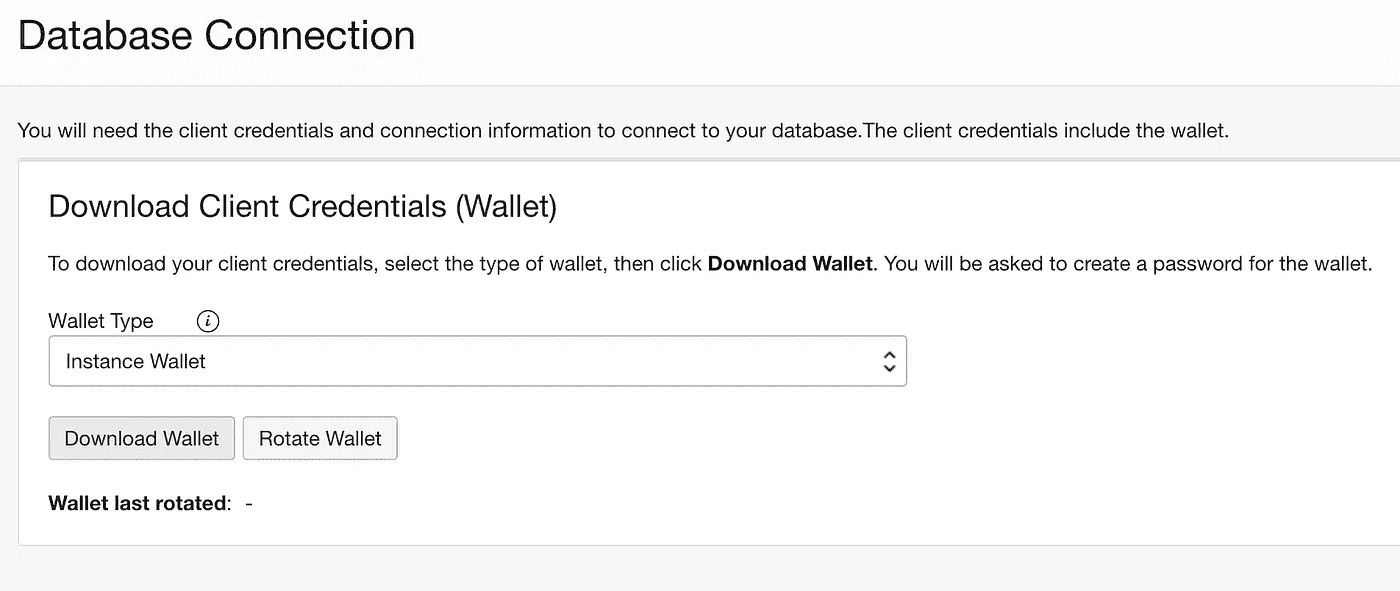 Database Connection
You will need the client credentials and connection information to connect to your database.The client credentials include the wallet.
Download Client Credentials (Wallet)
To download your client credentials, select the type of wallet, then click Download Wallet. You will be asked to create a password for the wallet.
Wallet Type i
Instance Wallet
Download Wallet Rotate Wallet
Wallet last rotated: -